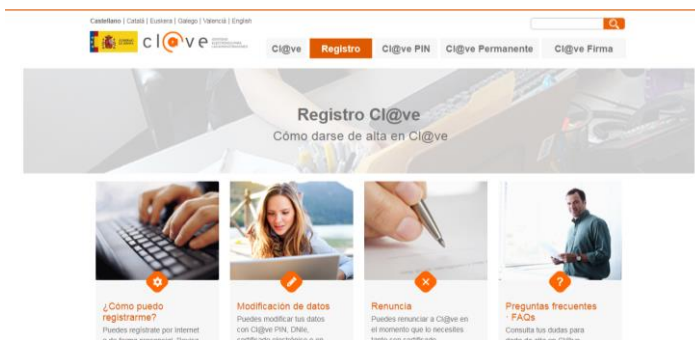 Castellano | Català | Euskera | Galego | Valencià | English
cl@ve
Cl@ve Registro Cl@ve PIN Cl@ve Permanente Cl@ve Firma
Registro Cl@ve
Cómo darse de alta en Cl@ve
¿Cómo puedo
registrarme?
Puedes registrate por Internet
Modificación de datos
Puedes modificar tus datos
con Cl@ve PIN, DNIe,
Renuncia
Puedes renunciar a Cl@ve en
el momento que lo necesites
Preguntas frecuentes
· FAQs
Consulta tus dudas para